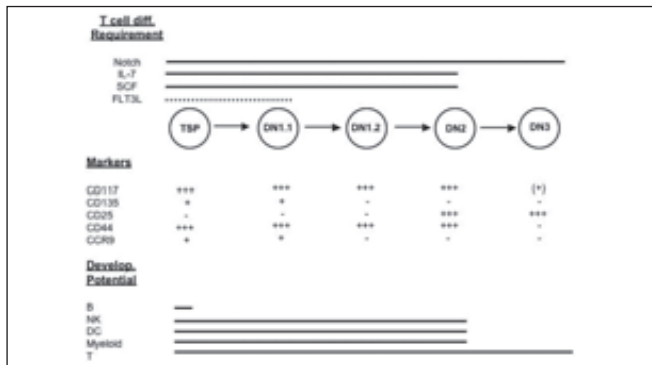 T cell diff.
Requirement
Notch
IL-7
SCF
FLT3L
TSP DN1.1 DN1.2 DN2 DN3
Markers
CD117 +++ +++ +++ +++ (+)
CD135 + + - - -
CD25 - - - +++ +++
CD44 +++ +++ +++ +++ -
CCR9 + + - - -
Develop.
Potential
B
NK
DC
Myeloid
T